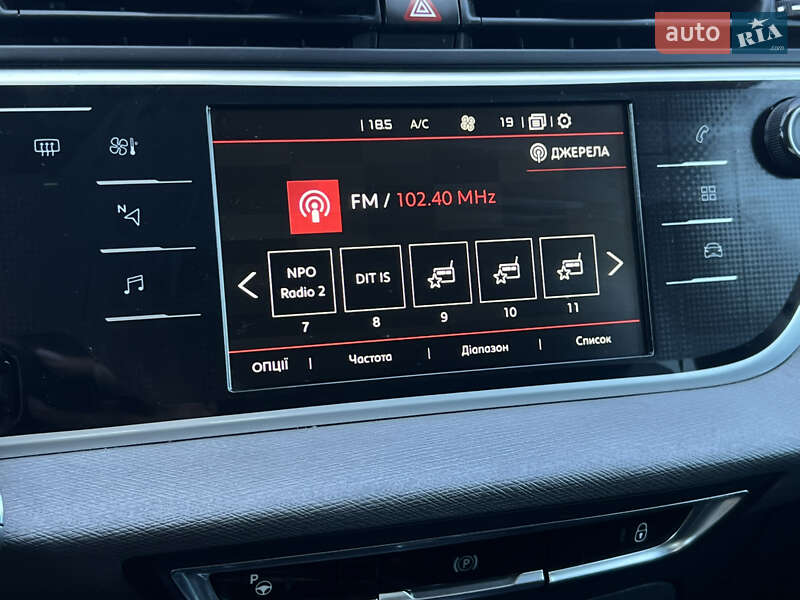 auto RIA .com
18.5 A/C 19
ДЖЕРЕЛА
FM / 102.40 MHz
N
NPO Radio 2
DIT IS
7 8 9 10 11
ОПЦІЇ Частота Діапазон Список
P
P